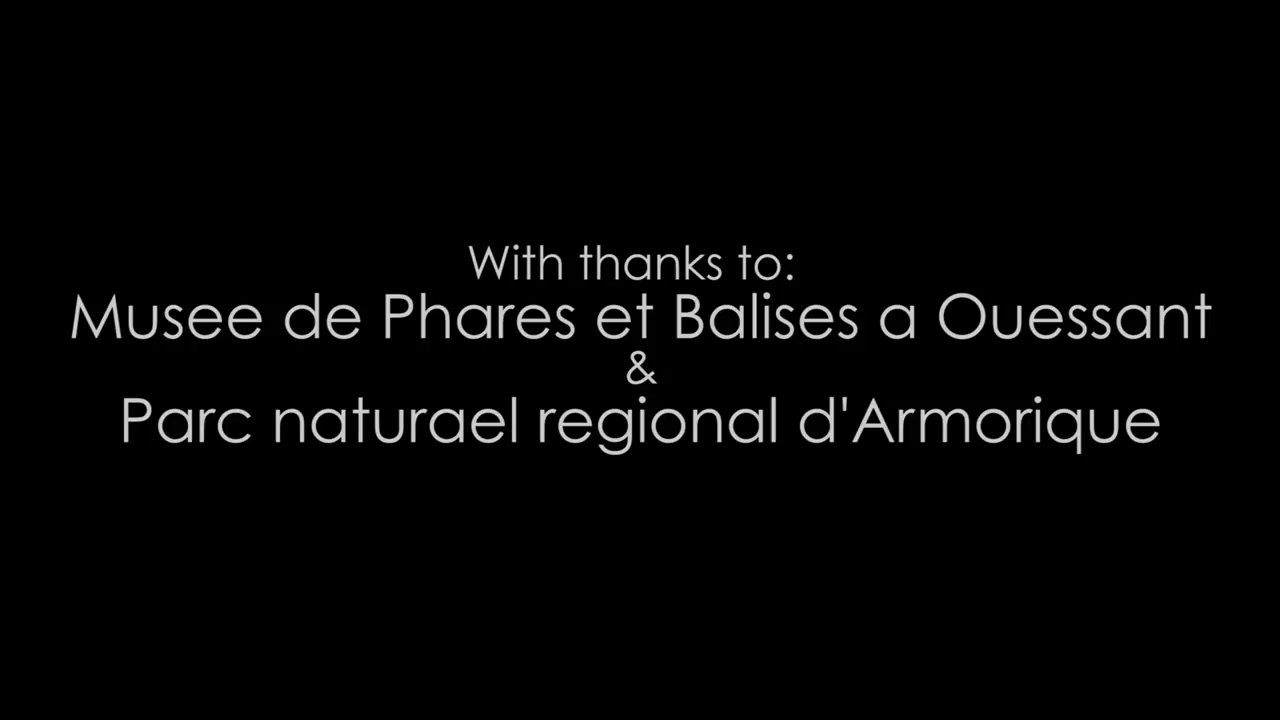 With thanks to:
Musee de Phares et Balises a Ouessant
&
Parc naturael regional d'Armorique